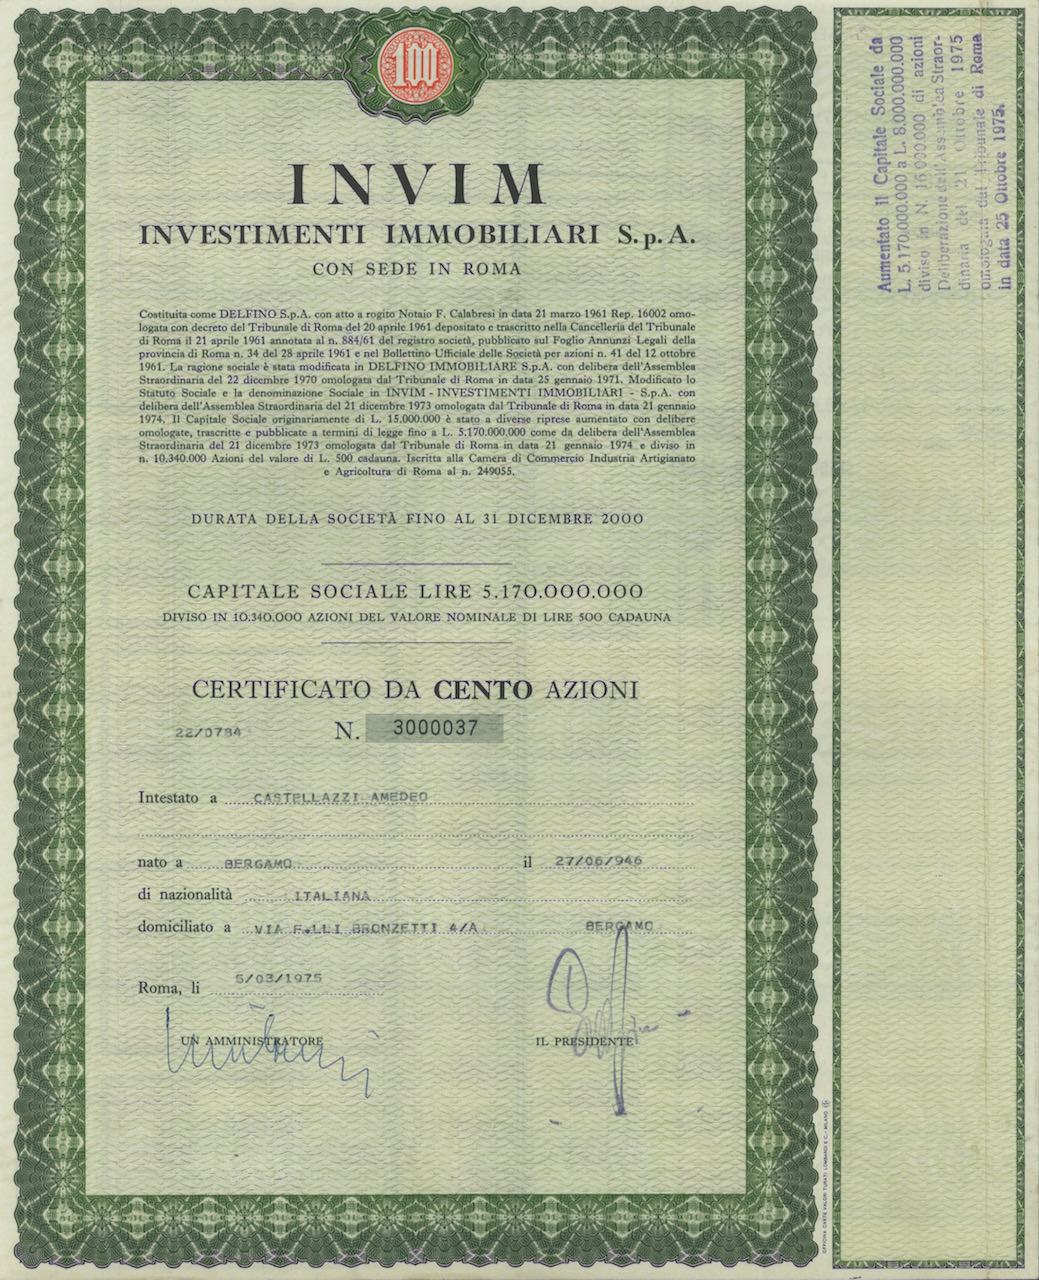 100
INVIM
INVESTIMENTI IMMOBILIARI S.p.A.
CON SEDE IN ROMA
Costituita come DELFINO S.p.A. con atto a rogito Notaio F. Calabresi in data 21 marzo 1961 Rep. 16002 omo-
logata con decreto del Tribunale di Roma del 20 aprile 1961 depositato e trascritto nella Cancelleria del Tribunale
di Roma il 21 aprile 1961 annotata al n. 884/61 del registro società, pubblicato sul Foglio Annunzi Legali della
provincia di Roma n. 34 del 28 aprile 1961 e nel Bollettino Ufficiale delle Società per azioni n. 41 del 12 ottobre
1961. La ragione sociale è stata modificata in DELFINO IMMOBILIARE S.p.A. con delibera dell'Assemblea
Straordinaria del 22 dicembre 1970 omologata dal Tribunale di Roma in data 25 gennaio 1971. Modificato lo
Statuto Sociale e la denominazione Sociale in INVIM - INVESTIMENTI IMMOBILIARI - S.p.A. con
delibera dell'Assemblea Straordinaria del 21 dicembre 1973 omologata dal Tribunale di Roma in data 21 gennaio
1974. Il Capitale Sociale originariamente di L. 15.000.000 è stato a diverse riprese aumentato con delibere
omologate, trascritte e pubblicate a termini di legge fino a L. 5.170.000.000 come da delibera dell'Assemblea
Straordinaria del 21 dicembre 1973 omologata dal Tribunale di Roma in data 21 gennaio 1974 e diviso in
n. 10.340.000 Azioni del valore di L. 500 cadauna. Iscritta alla Camera di Commercio Industria Artigianato
e Agricoltura di Roma al n. 249055.
DURATA DELLA SOCIETÀ FINO AL 31 DICEMBRE 2000
CAPITALE SOCIALE LIRE 5.170.000.000
DIVISO IN 10.340.000 AZIONI DEL VALORE NOMINALE DI LIRE 500 CADAUNA
CERTIFICATO DA CENTO AZIONI
22/0784 N. 3000037
Intestato a CASTELLAZZI AMEDEO
nato a BERGAMO il 27/06/946
di nazionalità ITALIANA
domiciliato a VIA F.LLI BRONZETTI 4/A BERGAMO
Roma, li 5/03/1975
UN AMMINISTRATORE IL PRESIDENTE
OFFICINA CARTE VALORI TURATI LOMBARDI E C. - MILANO
Aumentato il Capitale Sociale da
L. 5.170.000.000 a L. 8.000.000.000
diviso in N. 16.000.000 di azioni
Deliberazione dell'Assemblea Straor-
dinaria del 21 Ottobre 1975
omologata dal Tribunale di Roma
in data 25 Ottobre 1975.